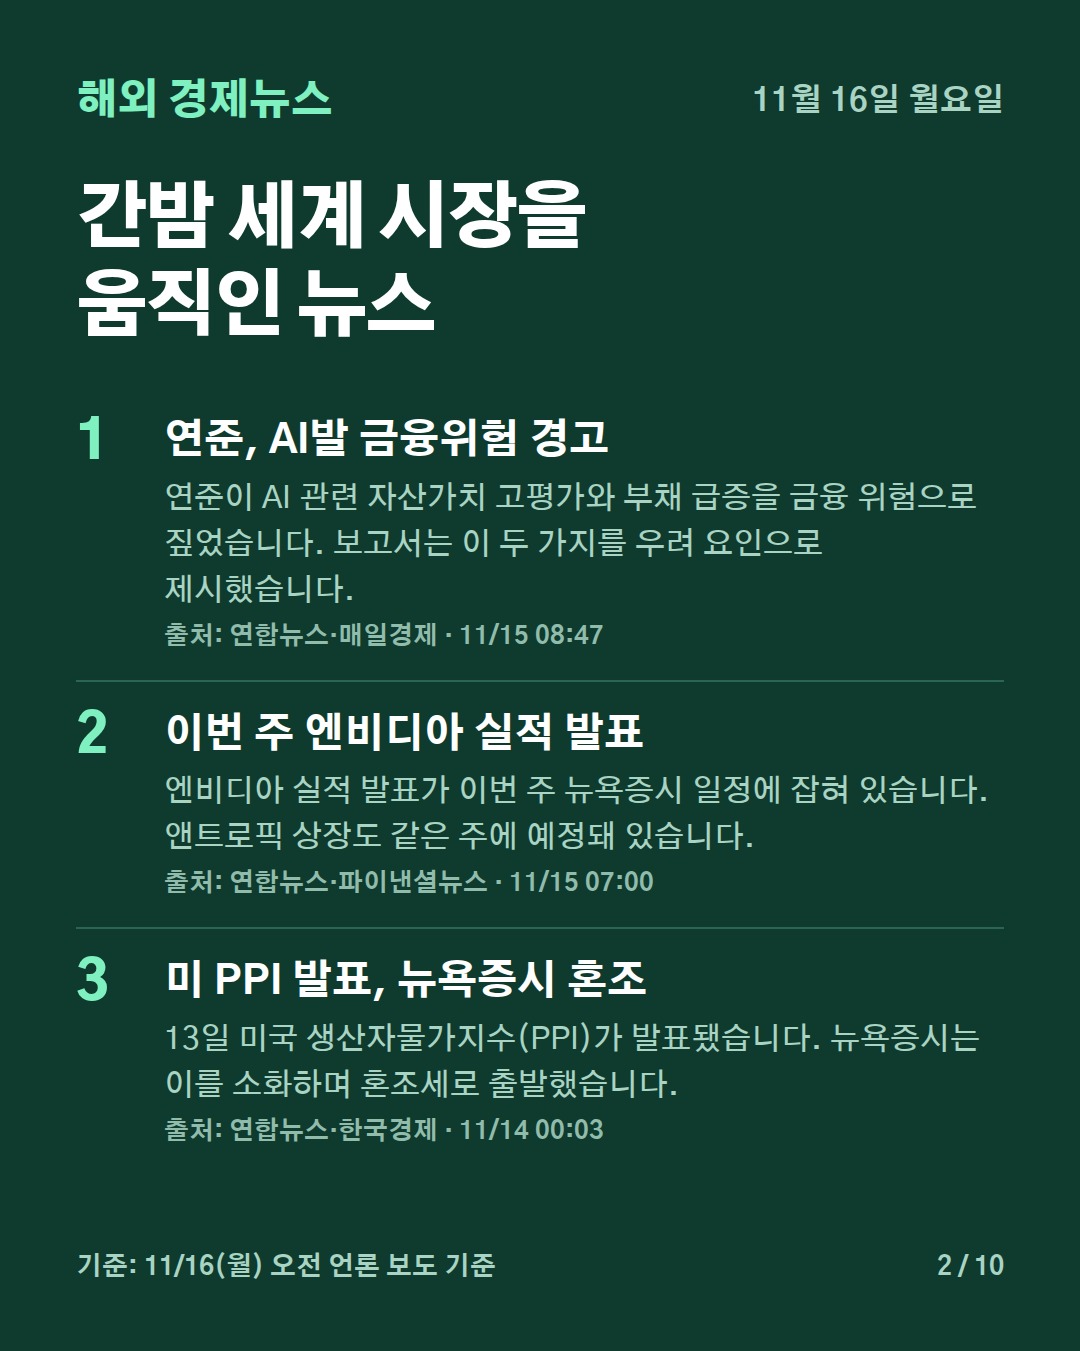 해외 경제뉴스
11월 16일 월요일
간밤 세계 시장을
움직인 뉴스
1
연준, AI발 금융위험 경고
연준이 AI 관련 자산가치 고평가와 부채 급증을 금융 위험으로
짚었습니다. 보고서는 이 두 가지를 우려 요인으로
제시했습니다.
출처: 연합뉴스·매일경제 · 11/15 08:47
2
이번 주 엔비디아 실적 발표
엔비디아 실적 발표가 이번 주 뉴욕증시 일정에 잡혀 있습니다.
앤트로픽 상장도 같은 주에 예정돼 있습니다.
출처: 연합뉴스·파이낸셜뉴스 · 11/15 07:00
3
미 PPI 발표, 뉴욕증시 혼조
13일 미국 생산자물가지수(PPI)가 발표됐습니다. 뉴욕증시는
이를 소화하며 혼조세로 출발했습니다.
출처: 연합뉴스·한국경제 · 11/14 00:03
기준: 11/16(월) 오전 언론 보도 기준
2 / 10